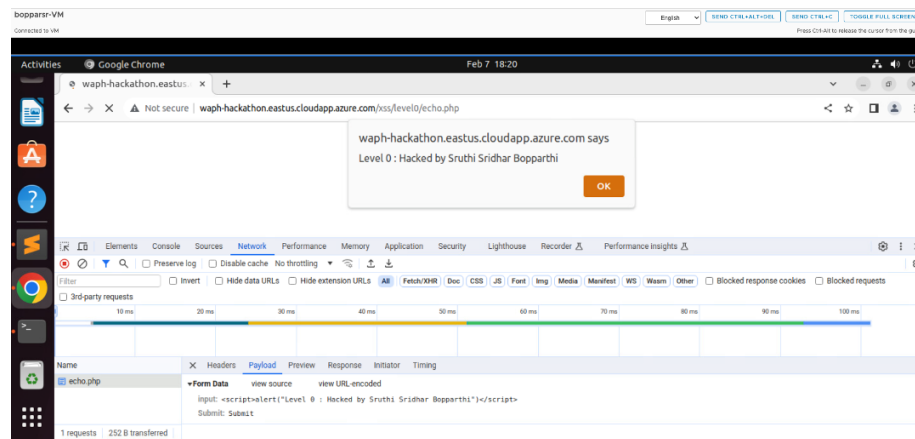 bopparsr-VM
English
SEND CTRL+ALT+DEL
SEND CTRL+C
TOGGLE FULL SCREEN
Connected to VM
Press Ctrl-Alt to release the cursor from the gu
Activities Google Chrome Feb 7 18:20
waph-hackathon.eastus.
Not secure | waph-hackathon.eastus.cloudapp.azure.com/xss/level0/echo.php
waph-hackathon.eastus.cloudapp.azure.com says
Level 0 : Hacked by Sruthi Sridhar Bopparthi
OK
Elements Console Sources Network Performance Memory Application Security Lighthouse Recorder Performance insights
Preserve log Disable cache No throttling
Filter Invert Hide data URLs Hide extension URLs All Fetch/XHR Doc CSS JS Font Img Media Manifest WS Wasm Other Blocked response cookies Blocked requests
3rd-party requests
10 ms 20 ms 30 ms 40 ms 50 ms 60 ms 70 ms 80 ms 90 ms 100 ms
Name Headers Payload Preview Response Initiator Timing
echo.php
Form Data view source view URL-encoded
input: <script>alert("Level 0 : Hacked by Sruthi Sridhar Bopparthi")</script>
Submit: Submit
1 requests 252 B transferred